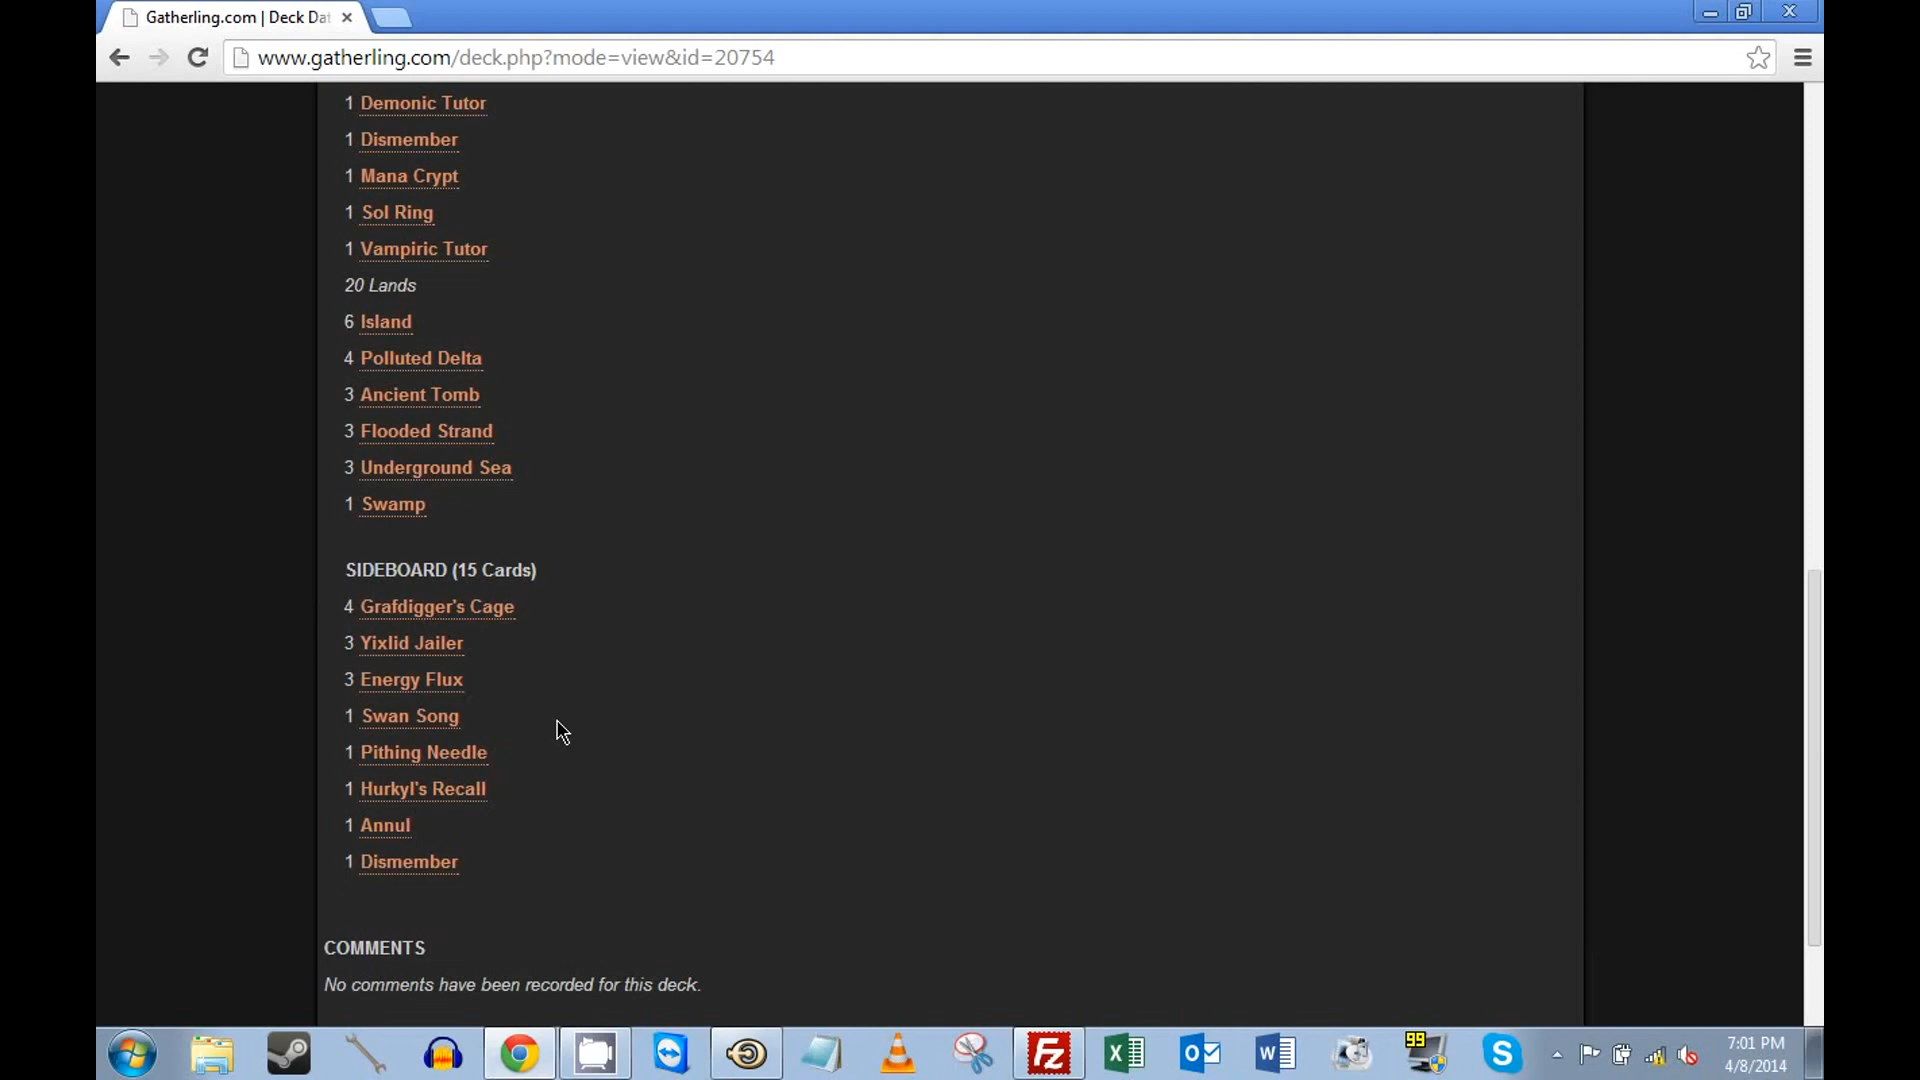 Gatherling.com | Deck Dat
www.gatherling.com/deck.php?mode=view&id=20754
1 Demonic Tutor
1 Dismember
1 Mana Crypt
1 Sol Ring
1 Vampiric Tutor
20 Lands
6 Island
4 Polluted Delta
3 Ancient Tomb
3 Flooded Strand
3 Underground Sea
1 Swamp
SIDEBOARD (15 Cards)
4 Grafdigger's Cage
3 Yixlid Jailer
3 Energy Flux
1 Swan Song
1 Pithing Needle
1 Hurkyl's Recall
1 Annul
1 Dismember
COMMENTS
No comments have been recorded for this deck.
99
7:01 PM
4/8/2014